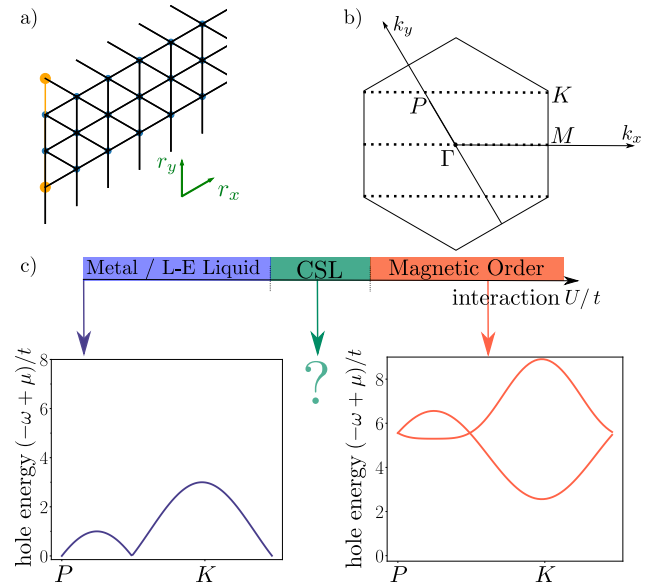 a)
r_y
r_x
b)
k_y
P
K
Γ
M
k_x
c)
Metal / L-E Liquid
CSL
Magnetic Order
interaction U/t
?
hole energy (−ω + μ)/t
8
6
4
2
0
P
K
hole energy (−ω + μ)/t
8
6
4
2
0
P
K